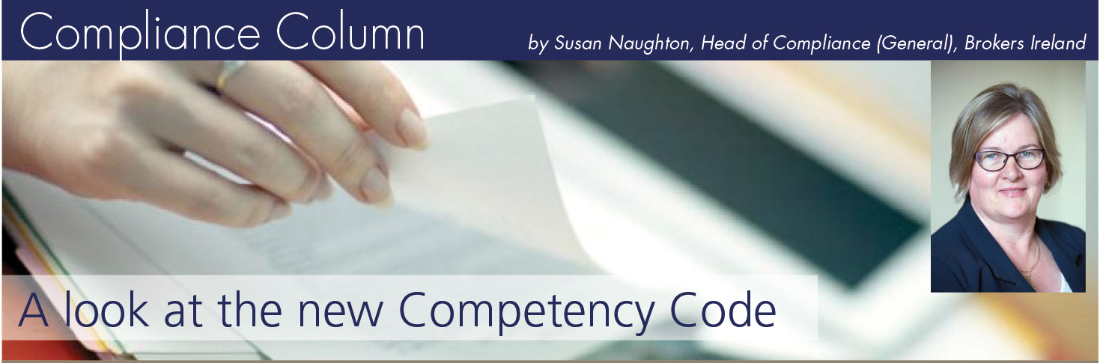 Compliance Column
by Susan Naughton, Head of Compliance (General), Brokers Ireland
A look at the new Competency Code